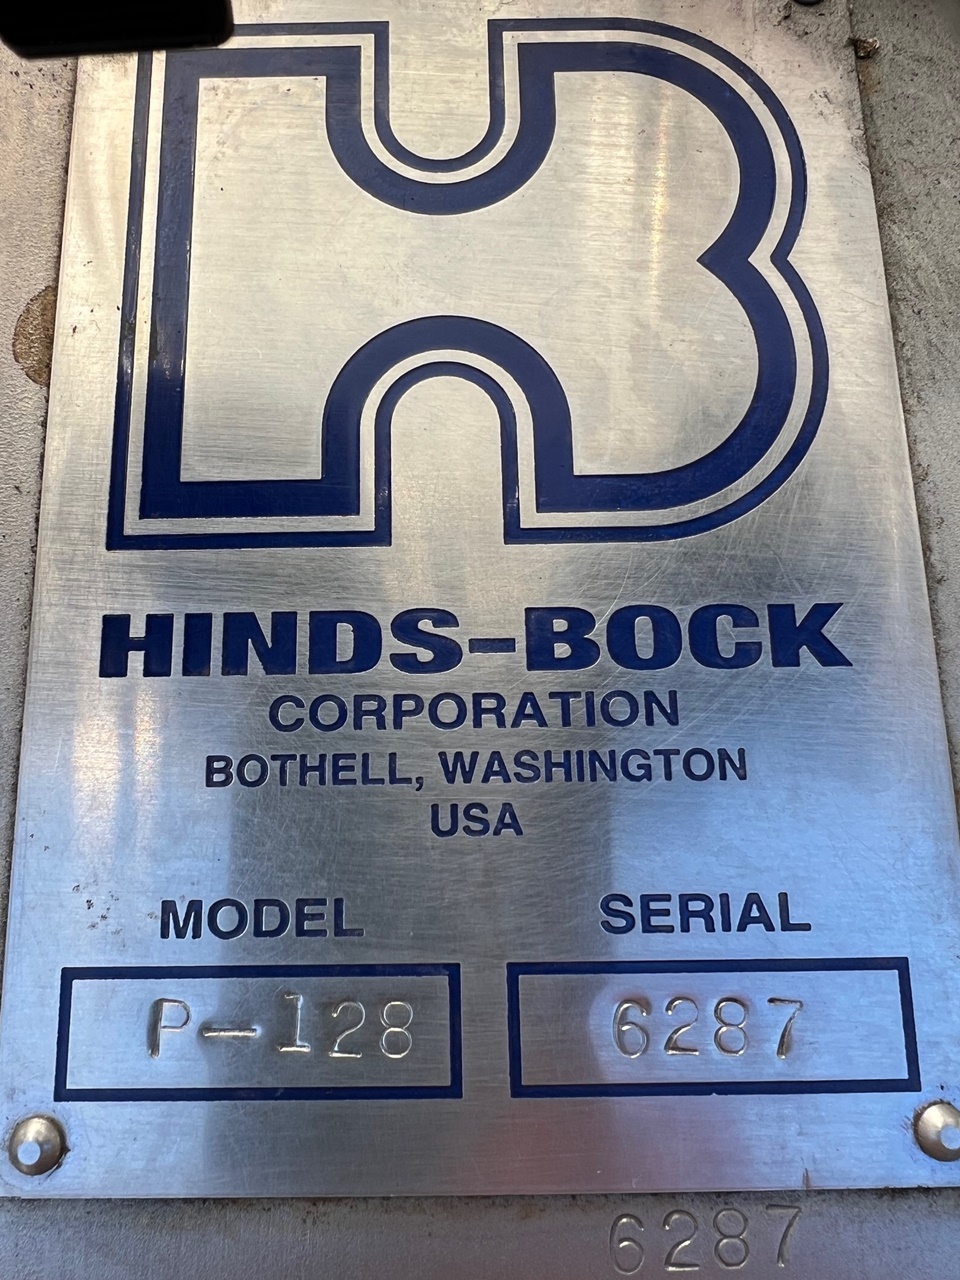 HB
HINDS-BOCK
CORPORATION
BOTHELL, WASHINGTON
USA
MODEL SERIAL
P-128 6287
6287